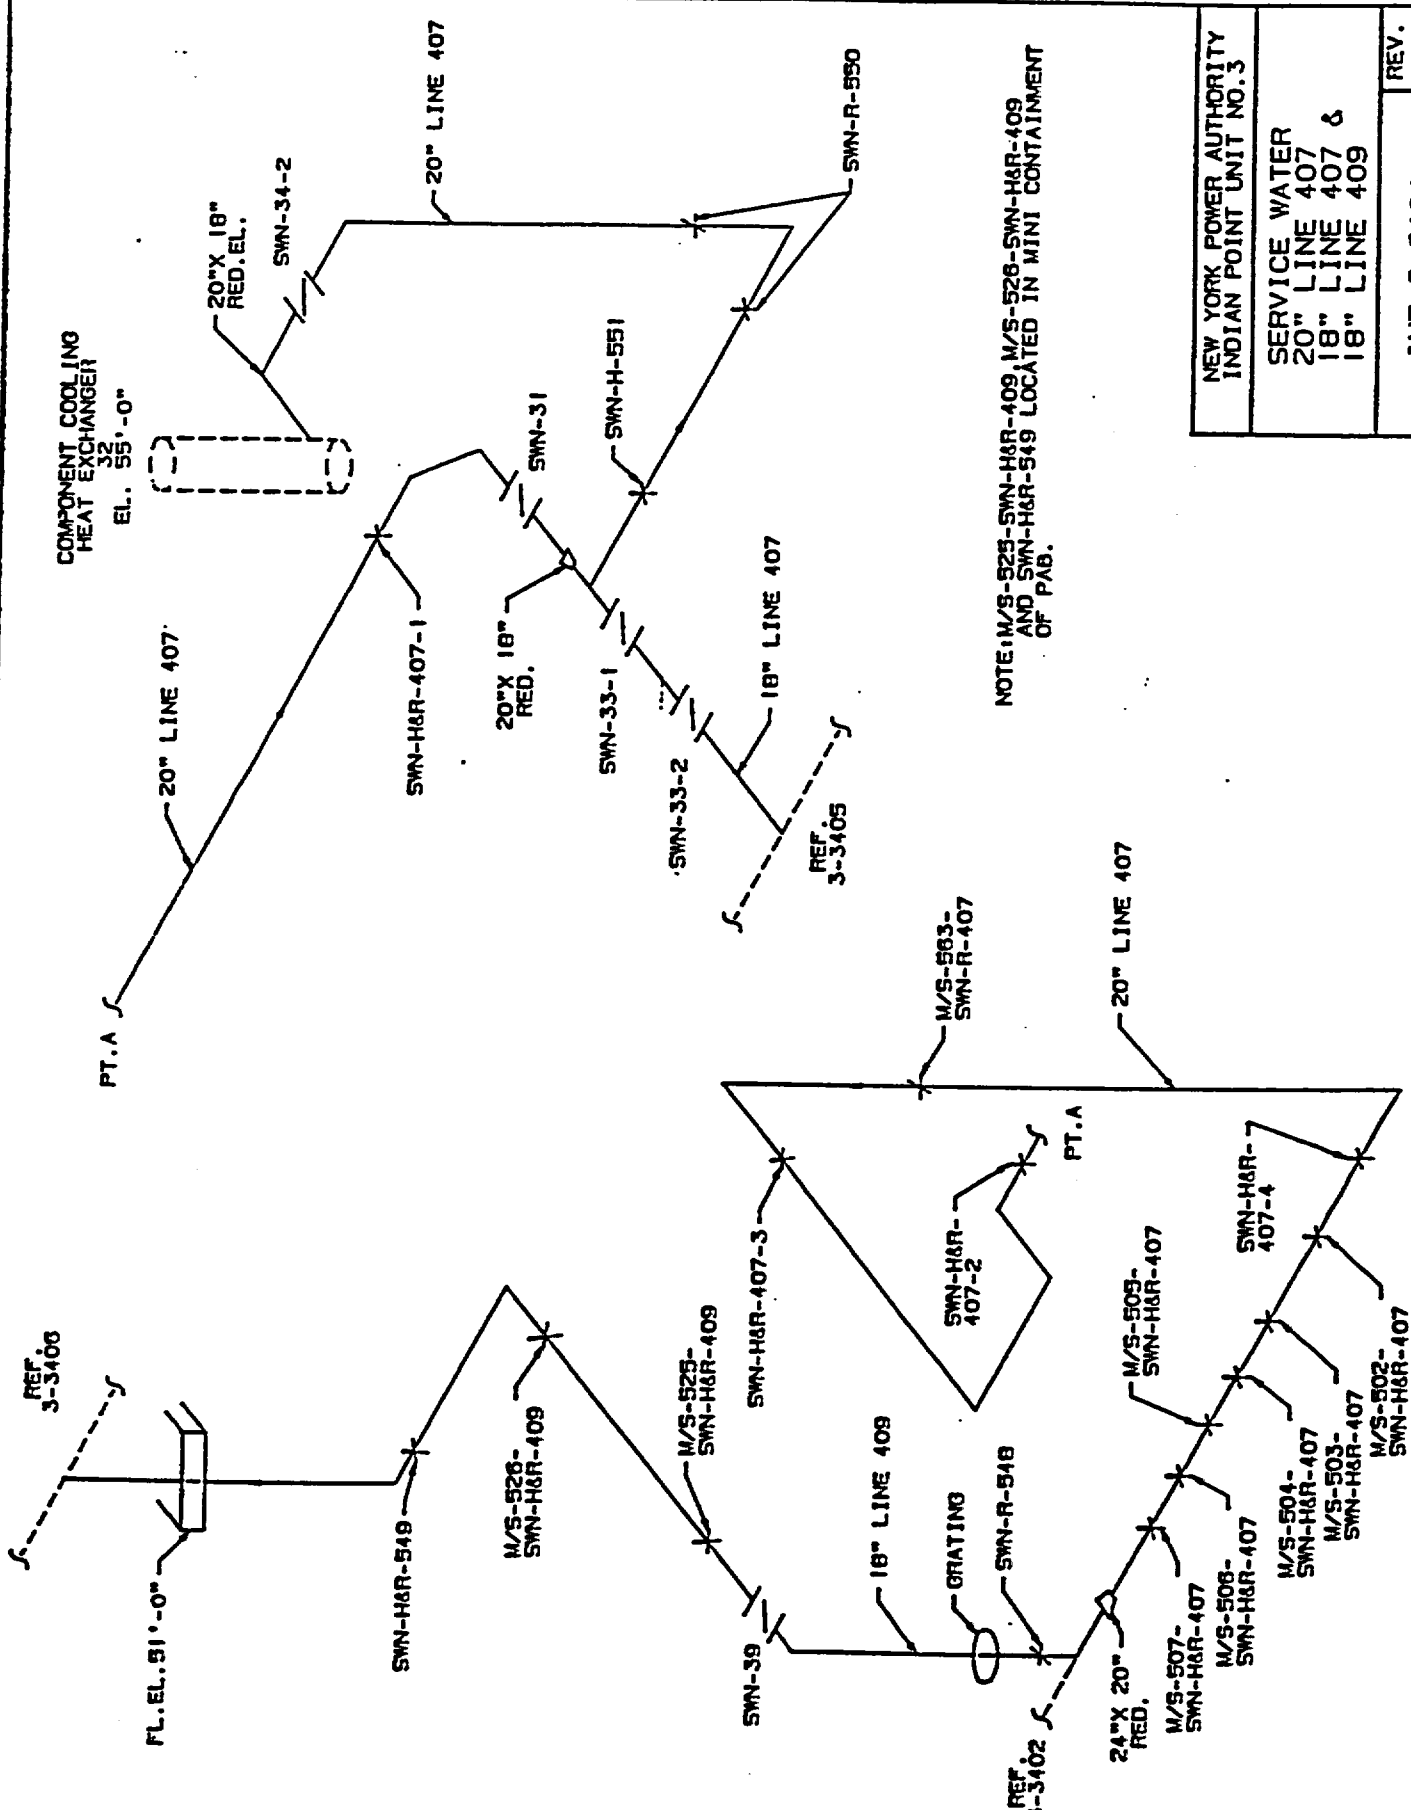 COMPONENT COOLING
HEAT EXCHANGER
32
EL. 55'-0"
20"X 18"
RED.EL.
SWN-34-2
20" LINE 407
SWN-R-550
SWN-H-551
SWN-31
20"X 18"
RED.
SWN-33-1
SWN-33-2
18" LINE 407
REF.
3-3405
SWN-H&R-407-1
20" LINE 407
PT.A
NOTE:M/S-525-SWN-H&R-409,M/S-526-SWN-H&R-409
AND SWN-H&R-549 LOCATED IN MINI CONTAINMENT
OF PAB.
REF.
3-3406
FL.EL.51'-0"
SWN-H&R-549
M/S-526-
SWN-H&R-409
M/S-525-
SWN-H&R-409
SWN-39
18" LINE 409
GRATING
SWN-R-548
REF.
-3402
24"X 20"
RED.
M/S-507-
SWN-H&R-407
M/S-506-
SWN-H&R-407
M/S-505-
SWN-H&R-407
M/S-504-
SWN-H&R-407
M/S-503-
SWN-H&R-407
M/S-502-
SWN-H&R-407
SWN-H&R-
407-4
20" LINE 407
M/S-563-
SWN-R-407
SWN-H&R-407-3
SWN-H&R-
407-2
PT.A
NEW YORK POWER AUTHORITY
INDIAN POINT UNIT NO.3
SERVICE WATER
20" LINE 407
18" LINE 407 &
18" LINE 409
REV.